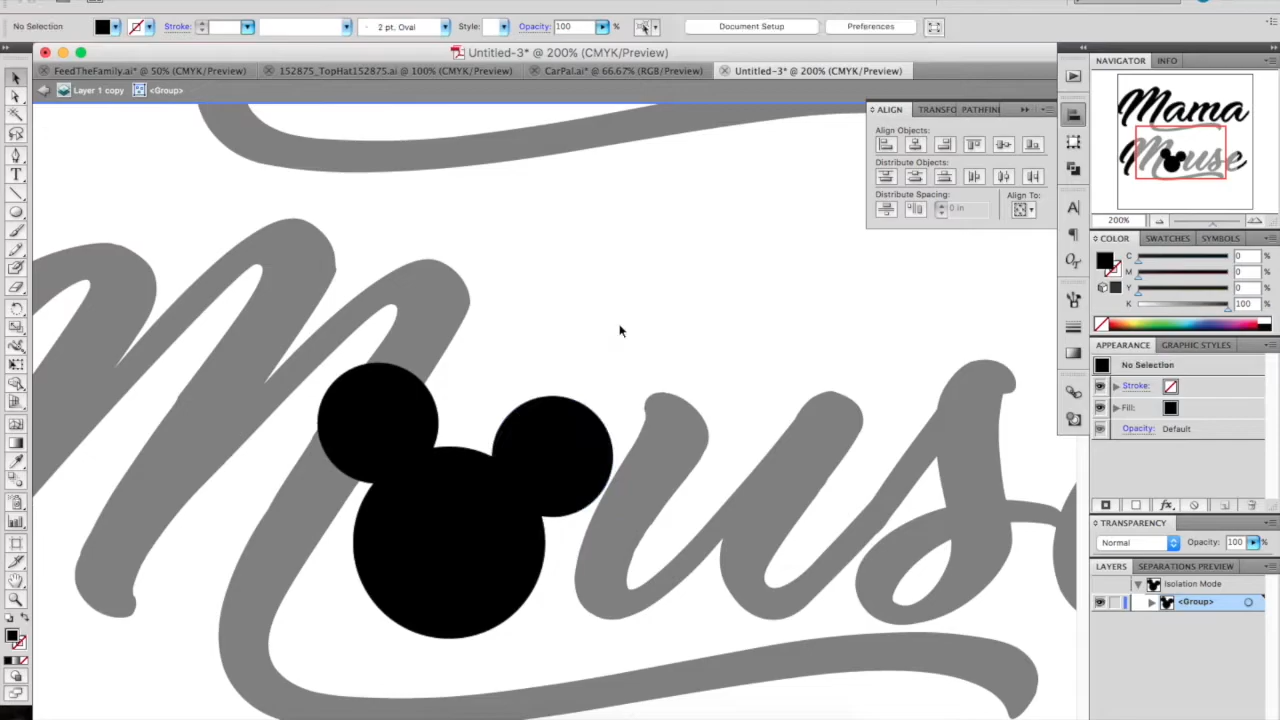 No Selection Stroke: 2 pt. Oval Style: Opacity: 100 % Document Setup Preferences
Untitled-3* @ 200% (CMYK/Preview)
FeedTheFamily.ai* @ 50% (CMYK/Preview) 152875_TopHat152875.ai @ 100% (CMYK/Preview) CarPal.ai* @ 66.67% (RGB/Preview) Untitled-3* @ 200% (CMYK/Preview)
Layer 1 copy <Group>
ALIGN TRANSFO PATHFIN
Align Objects:
Distribute Objects:
Distribute Spacing: Align To:
0 in
NAVIGATOR INFO
Mama
Mouse
200%
COLOR SWATCHES SYMBOLS
C 0 %
M 0 %
Y 0 %
K 100 %
APPEARANCE GRAPHIC STYLES
No Selection
Stroke:
Fill:
Opacity: Default
TRANSPARENCY
Normal Opacity: 100 %
LAYERS SEPARATIONS PREVIEW
Isolation Mode
<Group>
Mous